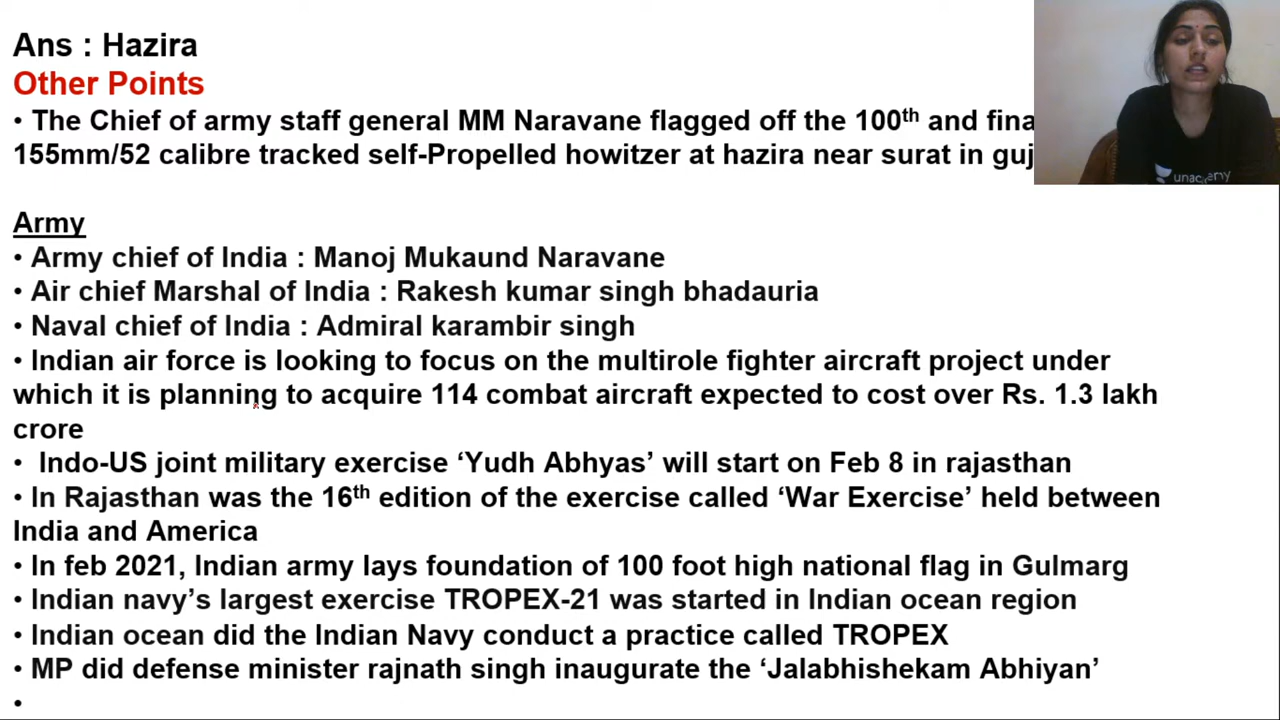 Ans : Hazira
Other Points
• The Chief of army staff general MM Naravane flagged off the 100th and
155mm/52 calibre tracked self-Propelled howitzer at hazira near surat in
Army
• Army chief of India : Manoj Mukaund Naravane
• Air chief Marshal of India : Rakesh kumar singh bhadauria
• Naval chief of India : Admiral karambir singh
• Indian air force is looking to focus on the multirole fighter aircraft project under
which it is planning to acquire 114 combat aircraft expected to cost over Rs. 1.3 lakh
crore
• Indo-US joint military exercise ‘Yudh Abhyas’ will start on Feb 8 in rajasthan
• In Rajasthan was the 16th edition of the exercise called ‘War Exercise’ held between
India and America
• In feb 2021, Indian army lays foundation of 100 foot high national flag in Gulmarg
• Indian navy’s largest exercise TROPEX-21 was started in Indian ocean region
• Indian ocean did the Indian Navy conduct a practice called TROPEX
• MP did defense minister rajnath singh inaugurate the ‘Jalabhishekam Abhiyan’
•